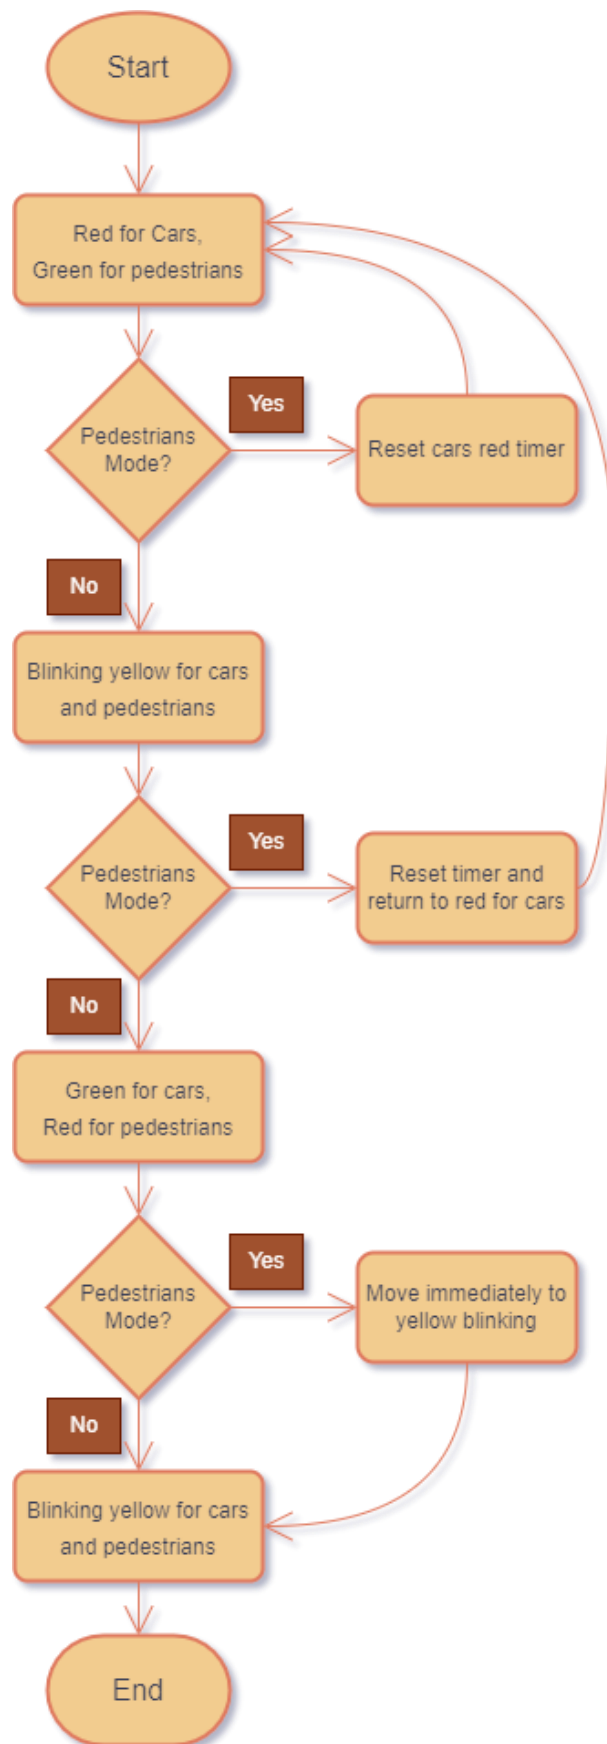 Start
Red for Cars,
Green for pedestrians
Pedestrians
Mode?
Yes
Reset cars red timer
No
Blinking yellow for cars
and pedestrians
Pedestrians
Mode?
Yes
Reset timer and
return to red for cars
No
Green for cars,
Red for pedestrians
Pedestrians
Mode?
Yes
Move immediately to
yellow blinking
No
Blinking yellow for cars
and pedestrians
End